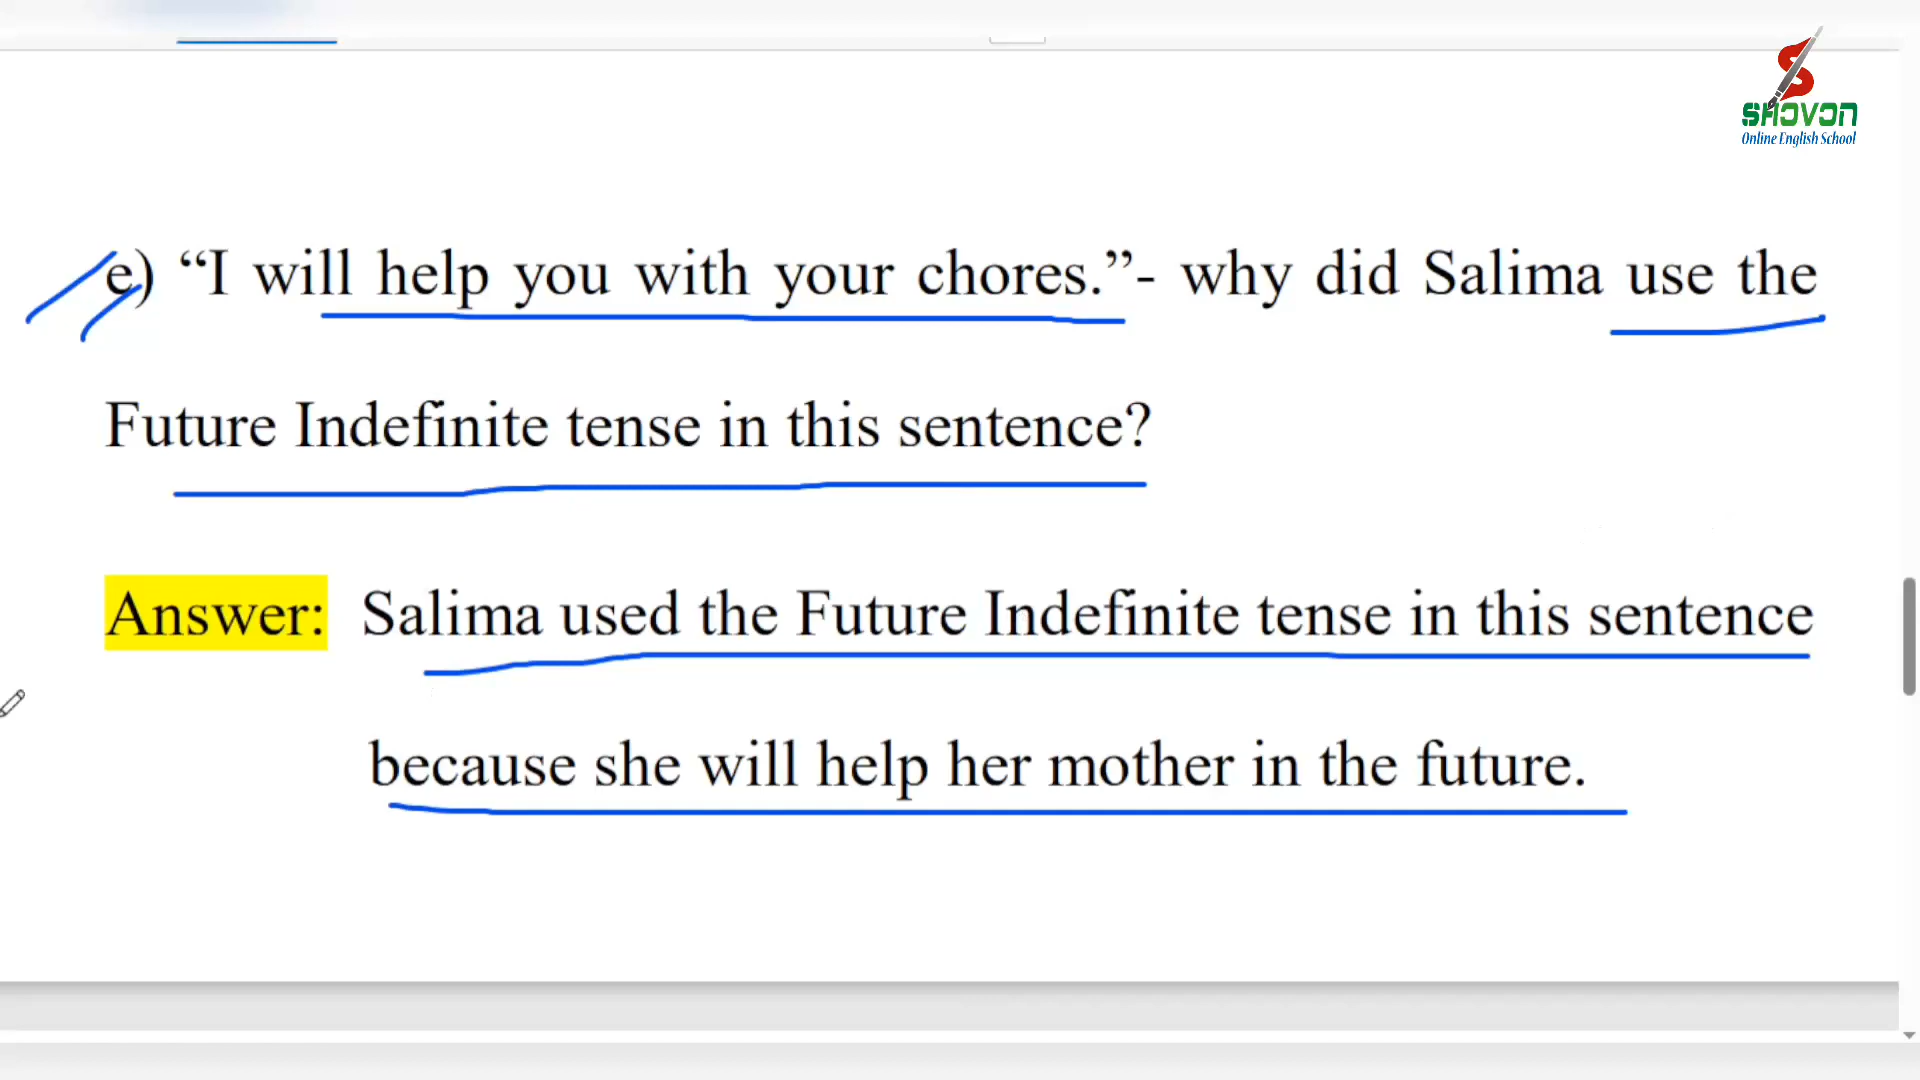 SHOVON
Online English School
e) “I will help you with your chores.”- why did Salima use the
Future Indefinite tense in this sentence?
Answer: Salima used the Future Indefinite tense in this sentence
because she will help her mother in the future.